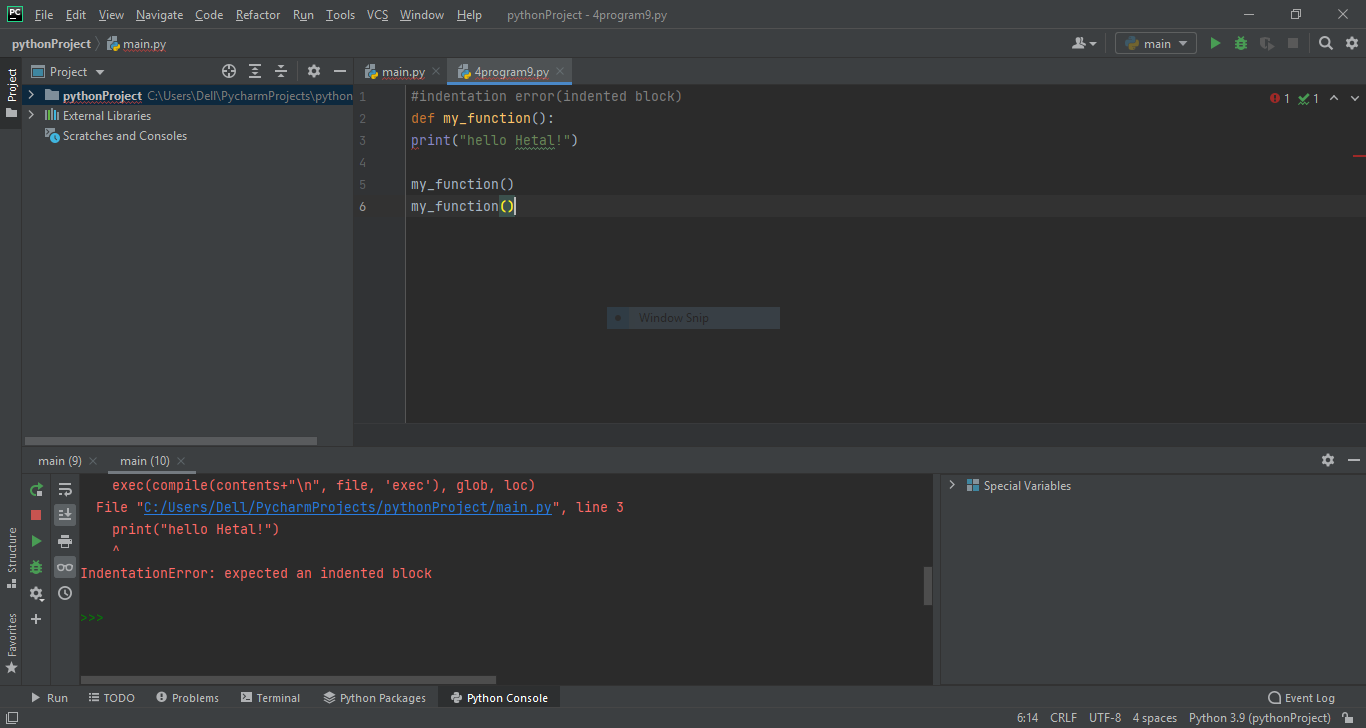 PC File Edit View Navigate Code Refactor Run Tools VCS Window Help pythonProject - 4program9.py
pythonProject main.py main
Project
Project
main.py 4program9.py
pythonProject C:\Users\Dell\PycharmProjects\python
External Libraries
Scratches and Consoles
1 #indentation error(indented block)
2 def my_function():
3 print("hello Hetal!")
4
5 my_function()
6 my_function()
1 1
Window Snip
main (9) main (10)
exec(compile(contents+"\n", file, 'exec'), glob, loc)
File "C:/Users/Dell/PycharmProjects/pythonProject/main.py", line 3
print("hello Hetal!")
^
IndentationError: expected an indented block
>>>
Special Variables
Structure
Favorites
Run TODO Problems Terminal Python Packages Python Console Event Log
6:14 CRLF UTF-8 4 spaces Python 3.9 (pythonProject)